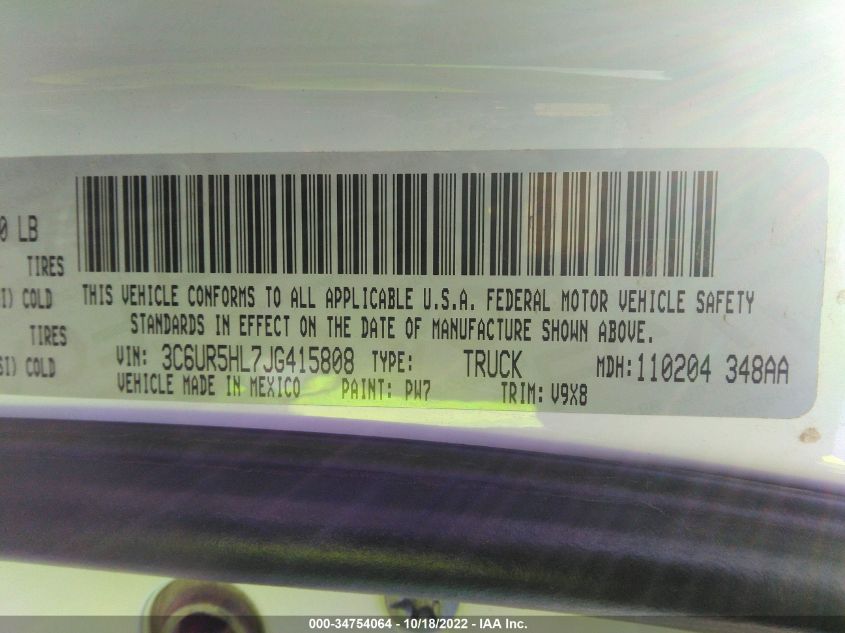 0 LB
TIRES
SI) COLD
TIRES
SI) COLD
THIS VEHICLE CONFORMS TO ALL APPLICABLE U.S.A. FEDERAL MOTOR VEHICLE SAFETY
STANDARDS IN EFFECT ON THE DATE OF MANUFACTURE SHOWN ABOVE.
VIN: 3C6UR5HL7JG415808 TYPE: TRUCK MDH: 110204 348AA
VEHICLE MADE IN MEXICO PAINT: PW7 TRIM: V9X8
000-34754064 - 10/18/2022 - IAA Inc.